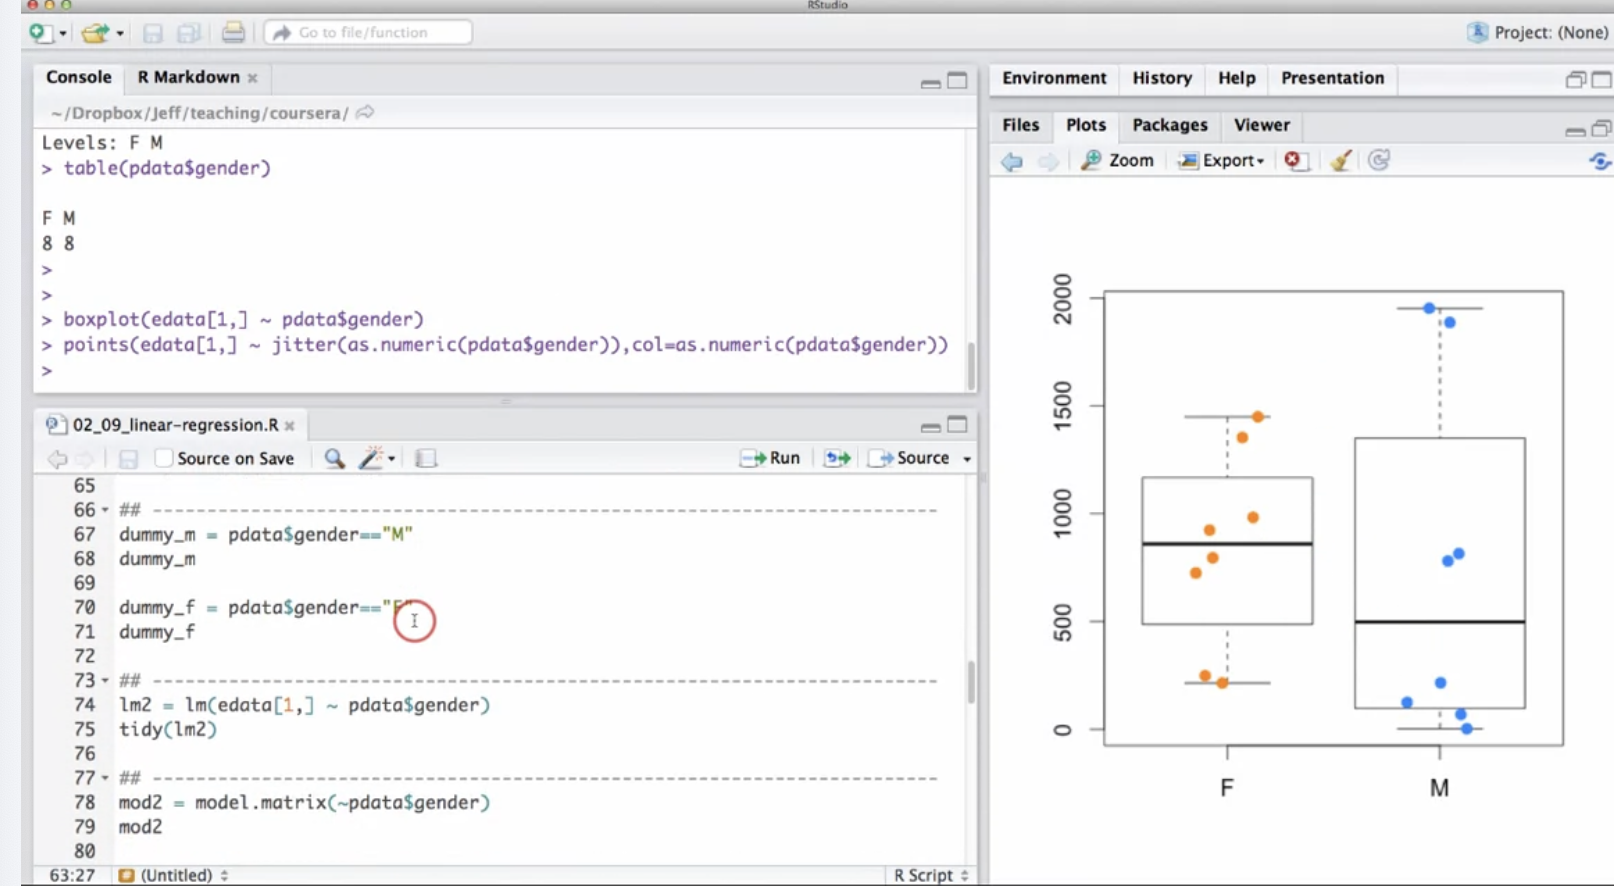 RStudio
Go to file/function
Project: (None)
Console R Markdown
~/Dropbox/Jeff/teaching/coursera/
Levels: F M
> table(pdata$gender)
F M
8 8
>
>
> boxplot(edata[1,] ~ pdata$gender)
> points(edata[1,] ~ jitter(as.numeric(pdata$gender)),col=as.numeric(pdata$gender))
>
02_09_linear-regression.R
Source on Save Run Source
65
66 ## --------------------------------------------------------
67 dummy_m = pdata$gender=="M"
68 dummy_m
69
70 dummy_f = pdata$gender=="F"
71 dummy_f
72
73 ## --------------------------------------------------------
74 lm2 = lm(edata[1,] ~ pdata$gender)
75 tidy(lm2)
76
77 ## --------------------------------------------------------
78 mod2 = model.matrix(~pdata$gender)
79 mod2
80
63:27 (Untitled) R Script
Environment History Help Presentation
Files Plots Packages Viewer
Zoom Export
2000
1500
1000
500
0
F M